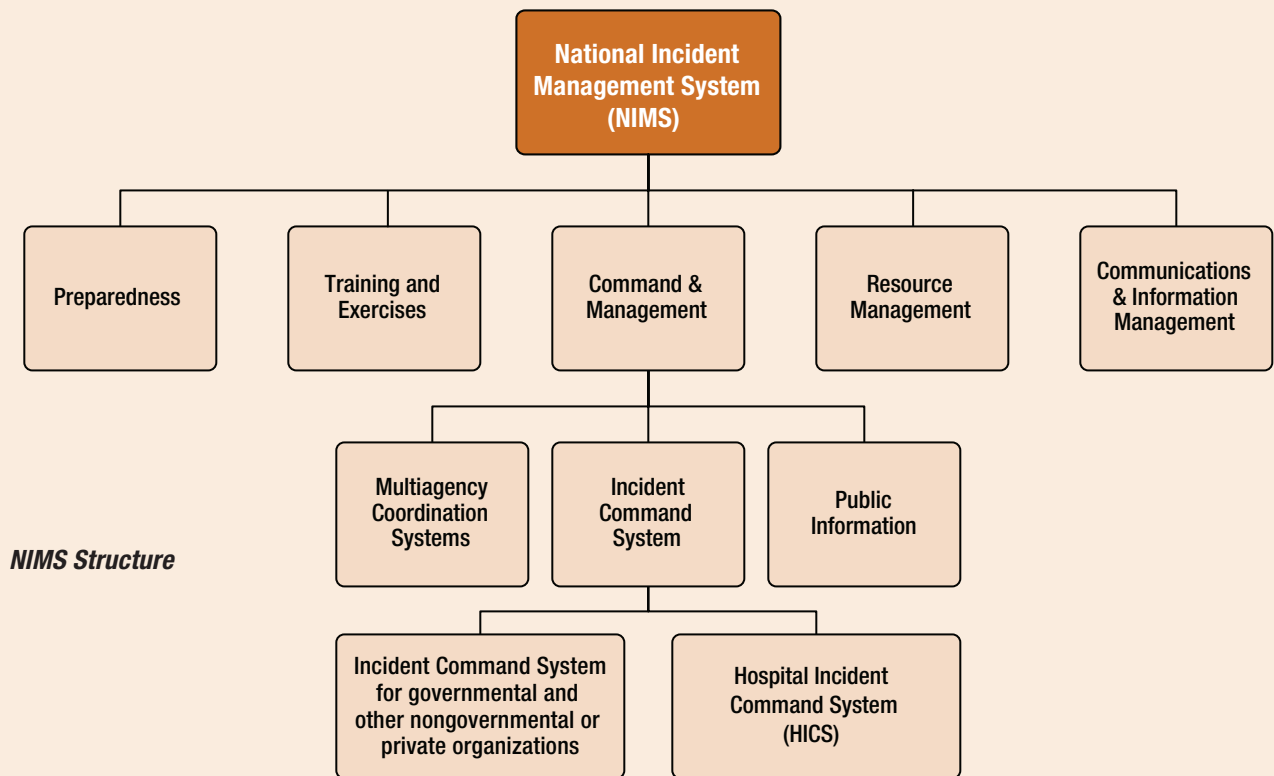 National Incident
Management System
(NIMS)
Preparedness
Training and
Exercises
Command &
Management
Resource
Management
Communications
& Information
Management
Multiagency
Coordination
Systems
Incident
Command
System
Public
Information
NIMS Structure
Incident Command System
for governmental and
other nongovernmental or
private organizations
Hospital Incident
Command System
(HICS)